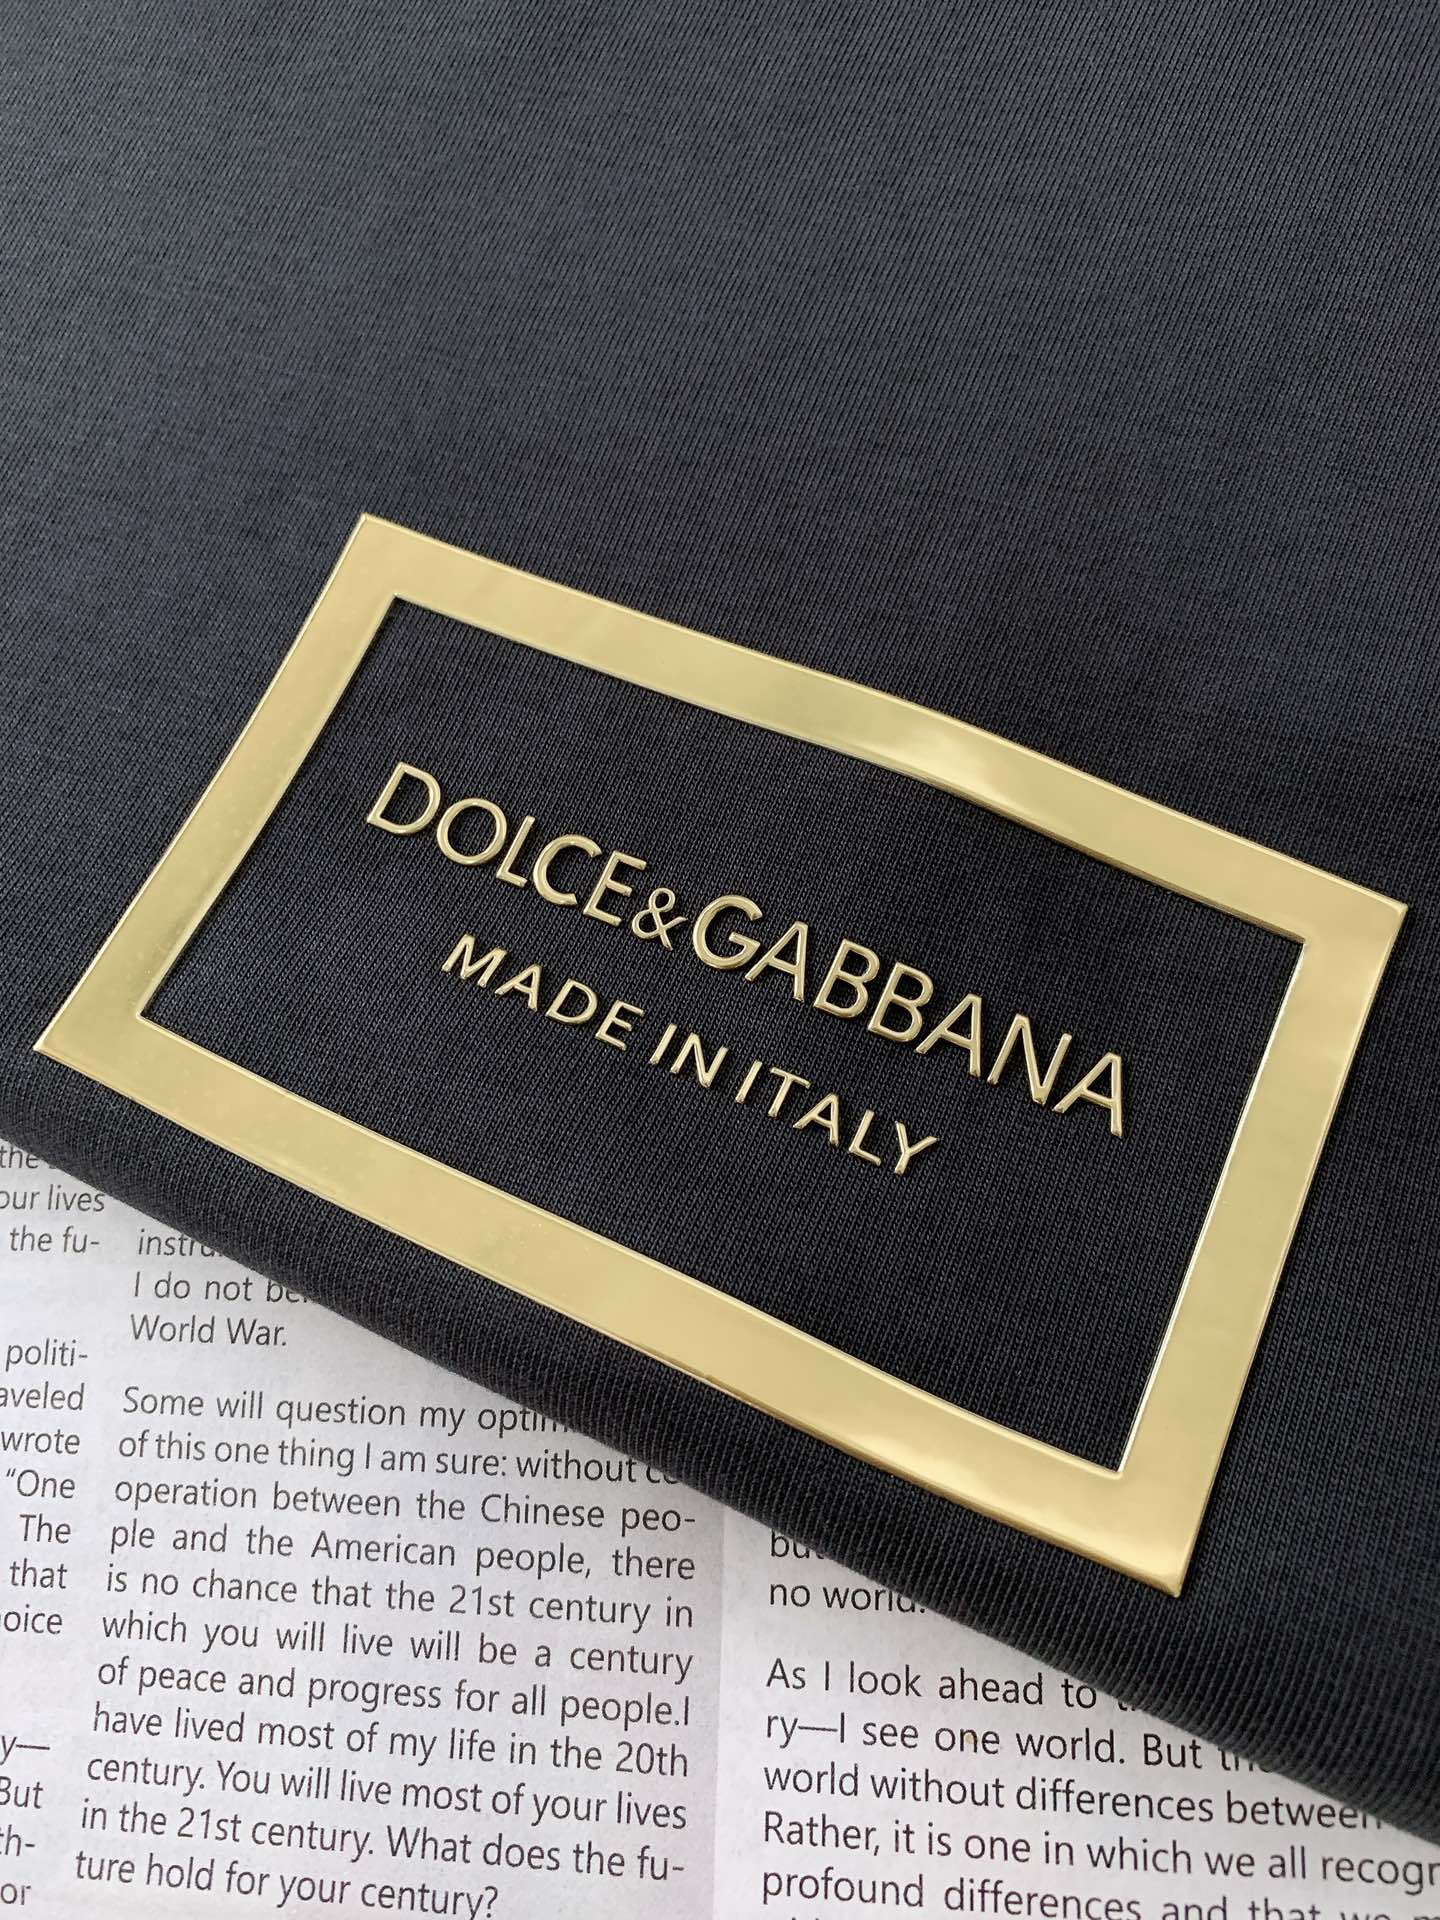 DOLCE&GABBANA
MADE IN ITALY
the
our lives
the fu-
politi-
wrote
"One
The
that
But
or
I do not
World War.
Some will question my
of this one thing I am sure: without
operation between the Chinese peo-
ple and the American people, there
is no chance that the 21st century in
which you will live will be a century
of peace and progress for all people.I
have lived most of my life in the 20th
century. You will live most of your lives
in the 21st century. What does the fu-
ture hold for your century?
no world.
As I look ahead to
ry—I see one world. But
world without differences between
Rather, it is one in which we all
profound differences and that we